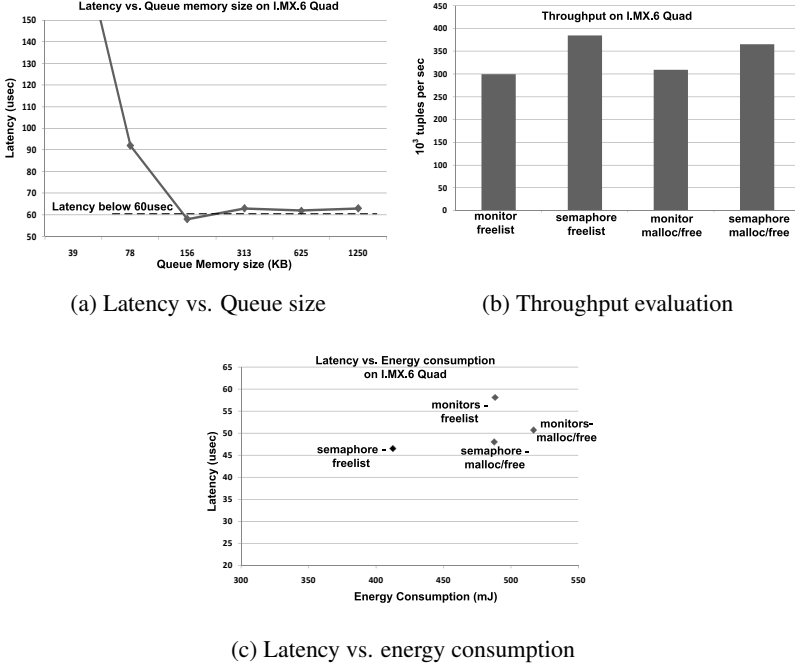 Latency vs. Queue memory size on I.MX.6 Quad
150
140
130
120
110
100
90
80
70
60
50
Latency (usec)
Latency below 60usec
39 78 156 313 625 1250
Queue Memory size (KB)
(a) Latency vs. Queue size
Throughput on I.MX.6 Quad
450
400
350
300
250
200
150
100
50
0
10³ tuples per sec
monitor freelist
semaphore freelist
monitor malloc/free
semaphore malloc/free
(b) Throughput evaluation
Latency vs. Energy consumption
on I.MX.6 Quad
65
60
55
50
45
40
35
30
25
20
Latency (usec)
monitors -
freelist
monitors-
malloc/free
semaphore -
freelist
semaphore -
malloc/free
300 350 400 450 500 550
Energy Consumption (mJ)
(c) Latency vs. energy consumption